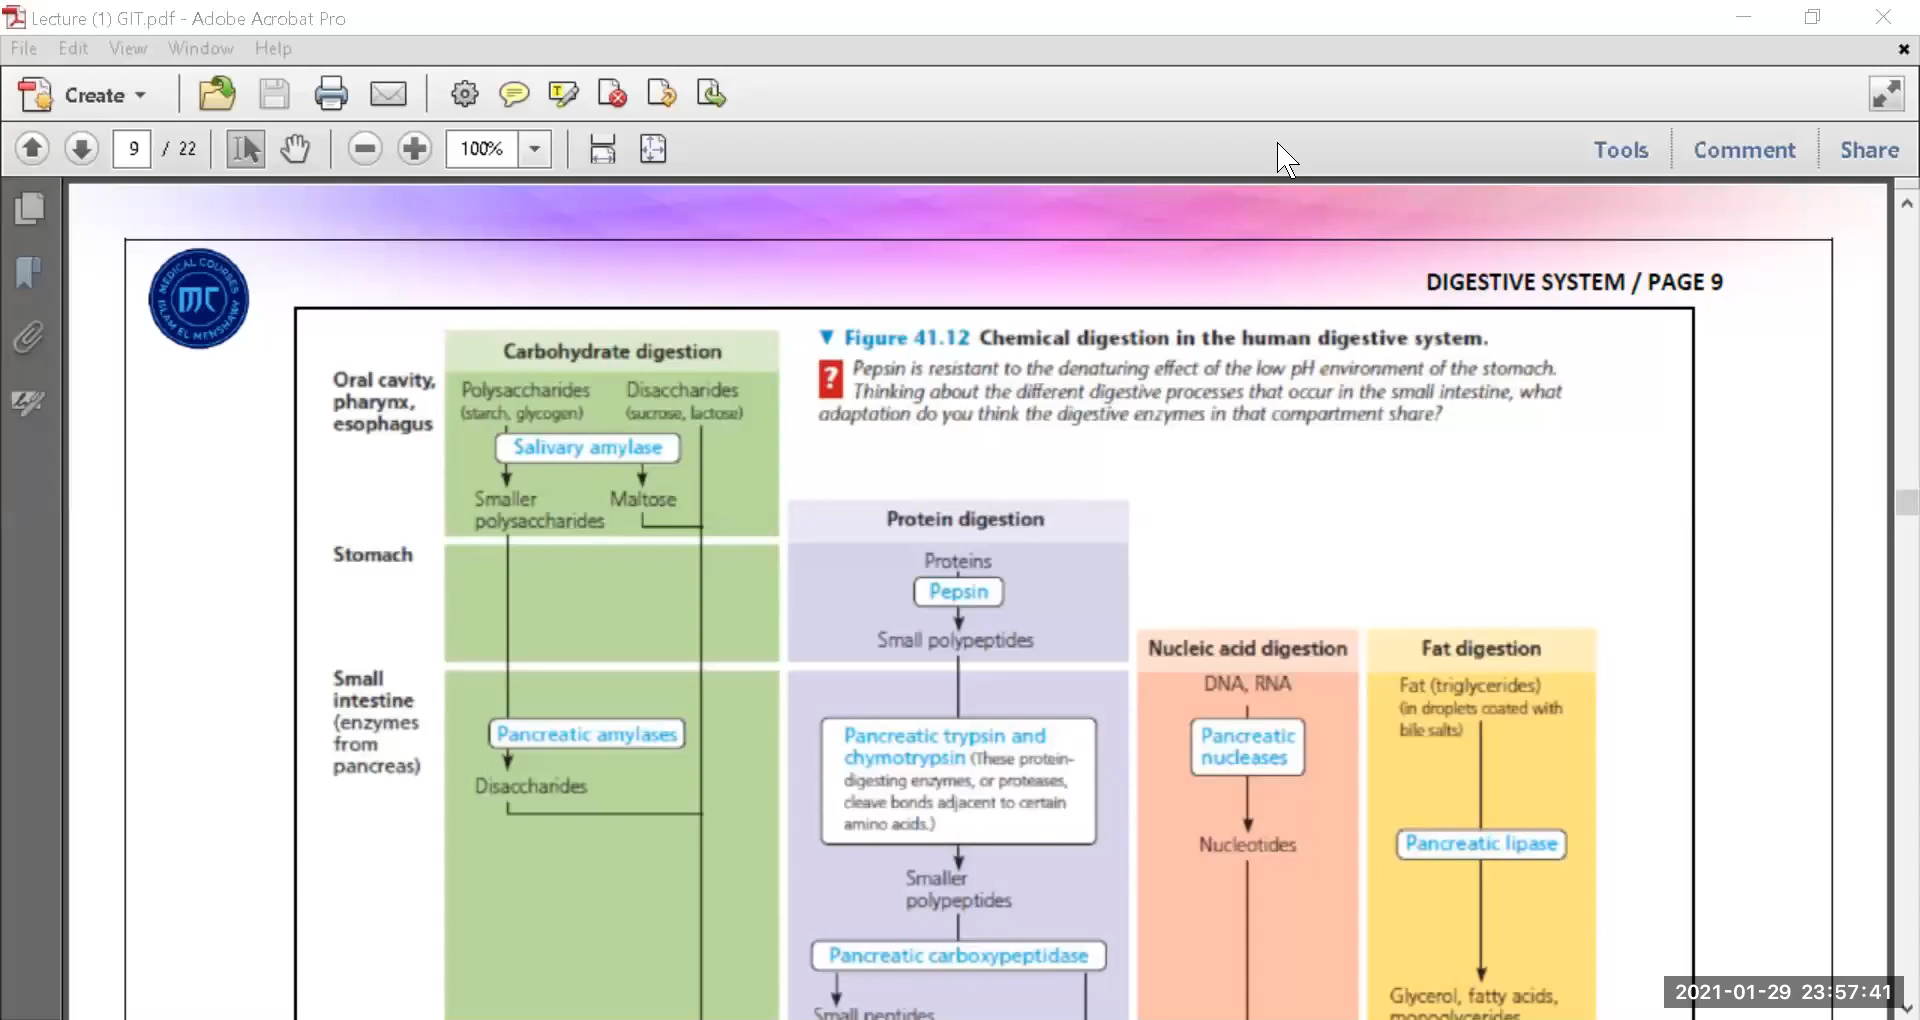 Lecture (1) GIT.pdf - Adobe Acrobat Pro
File Edit View Window Help
Create
9 / 22
100%
Tools Comment Share
MEDICAL COURSES
MC
ISLAM EL MENSHAWY
DIGESTIVE SYSTEM / PAGE 9
▼ Figure 41.12 Chemical digestion in the human digestive system.
? Pepsin is resistant to the denaturing effect of the low pH environment of the stomach.
Thinking about the different digestive processes that occur in the small intestine, what
adaptation do you think the digestive enzymes in that compartment share?
Carbohydrate digestion
Oral cavity,
pharynx,
esophagus
Polysaccharides
(starch, glycogen)
Disaccharides
(sucrose, lactose)
Salivary amylase
Smaller
polysaccharides
Maltose
Protein digestion
Stomach
Proteins
Pepsin
Small polypeptides
Nucleic acid digestion
Fat digestion
Small
intestine
(enzymes
from
pancreas)
Pancreatic amylases
Disaccharides
Pancreatic trypsin and
chymotrypsin (These protein-
digesting enzymes, or proteases,
cleave bonds adjacent to certain
amino acids.)
Smaller
polypeptides
Pancreatic carboxypeptidase
Small peptides
DNA, RNA
Pancreatic
nucleases
Nucleotides
Fat (triglycerides)
(in droplets coated with
bile salts)
Pancreatic lipase
Glycerol, fatty acids,
monoglycerides
2021-01-29 23:57:41